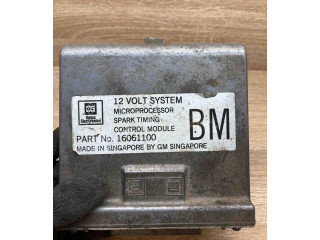 12 VOLT SYSTEM
MICROPROCESSOR
SPARK TIMING
CONTROL MODULE
BM
PART No. 16061100
MADE IN SINGAPORE BY GM SINGAPORE